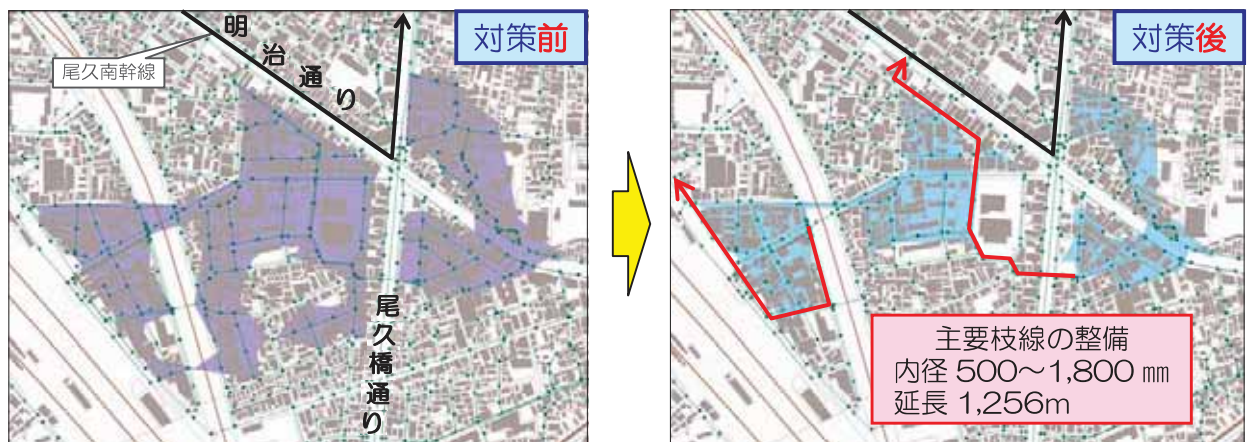 対策前
尾久南幹線
明治通り
尾久橋通り
対策後
主要枝線の整備
内径 500～1,800 ㎜
延長 1,256m